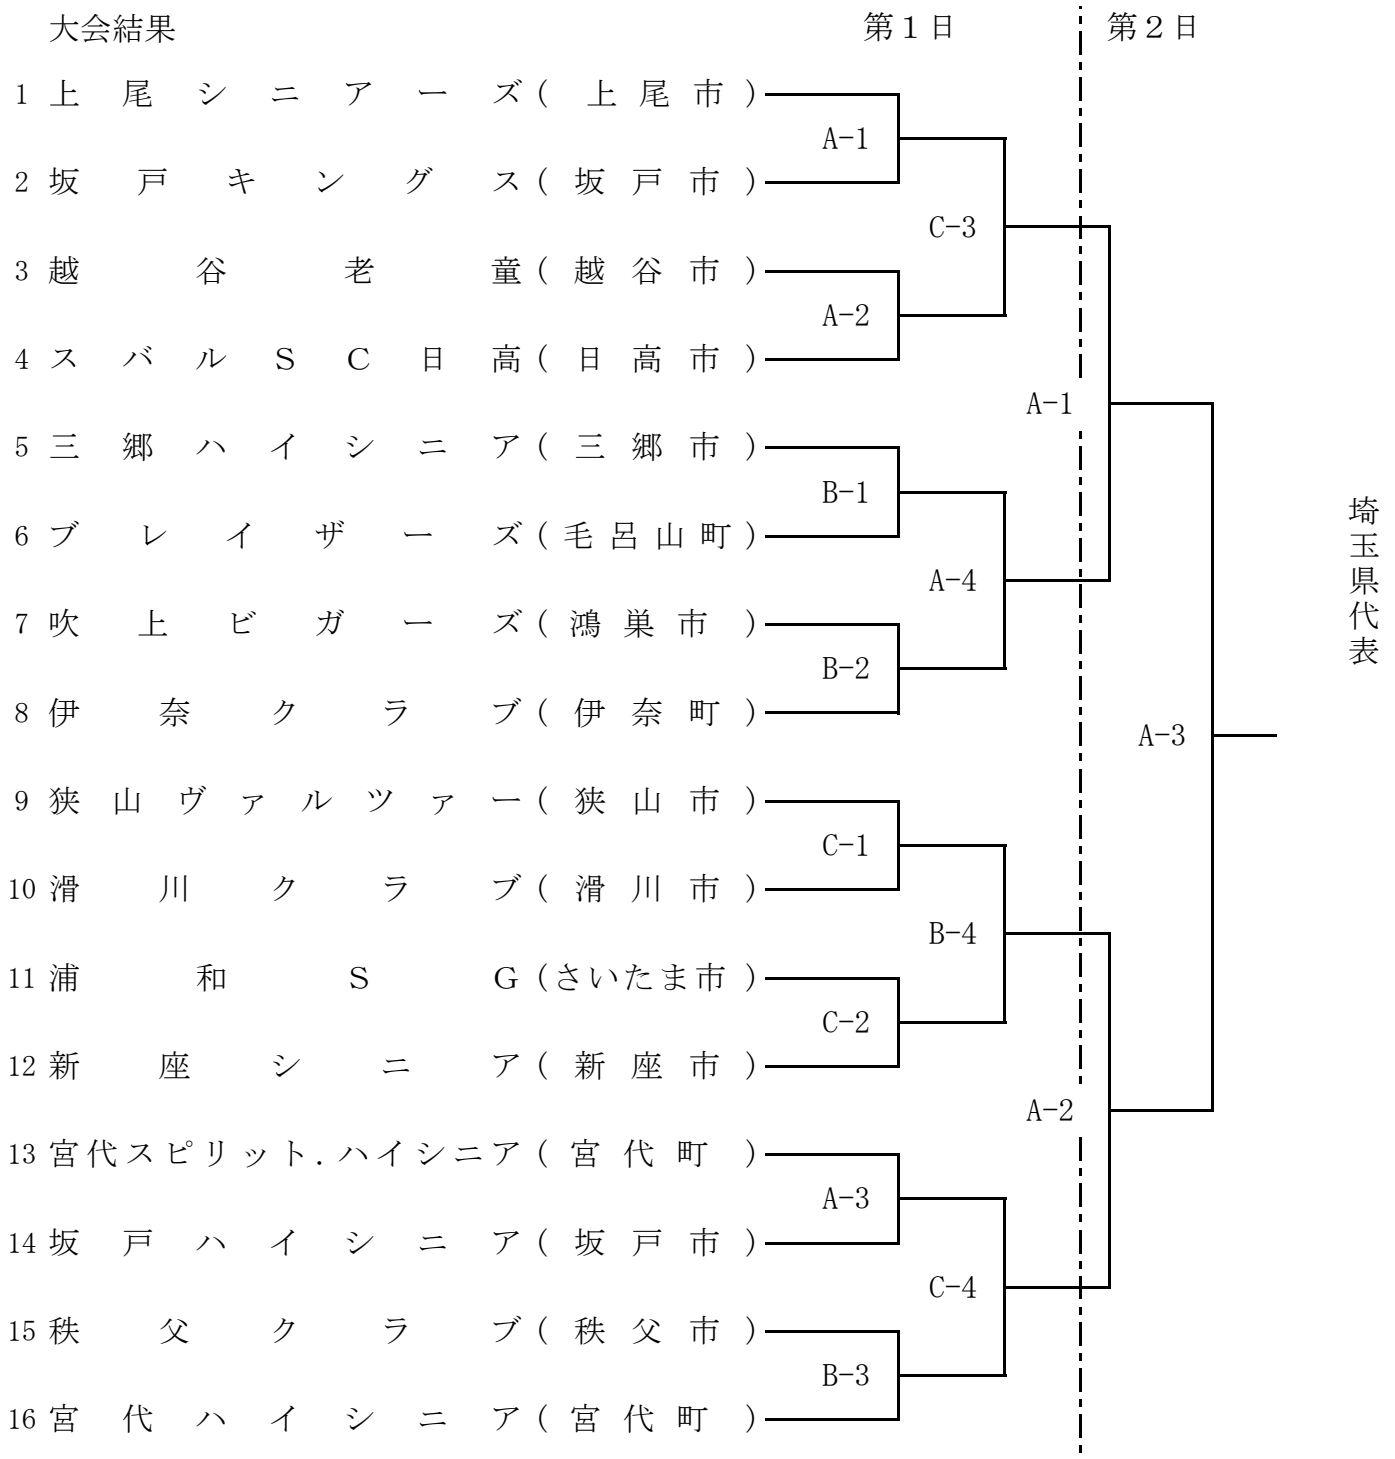 大会結果 第１日 第２日
1 上尾シニアーズ(上尾市)
A-1
2 坂戸キングス(坂戸市)
C-3
3 越谷老童(越谷市)
A-2
4 スバルＳＣ日高(日高市)
A-1
5 三郷ハイシニア(三郷市)
B-1
6 ブレイザーズ(毛呂山町)
A-4
7 吹上ビガーズ(鴻巣市)
B-2
8 伊奈クラブ(伊奈町)
A-3
埼玉県代表
9 狭山ヴァルツァー(狭山市)
C-1
10 滑川クラブ(滑川市)
B-4
11 浦和ＳＧ(さいたま市)
C-2
12 新座シニア(新座市)
A-2
13 宮代スピリット.ハイシニア(宮代町)
A-3
14 坂戸ハイシニア(坂戸市)
C-4
15 秩父クラブ(秩父市)
B-3
16 宮代ハイシニア(宮代町)